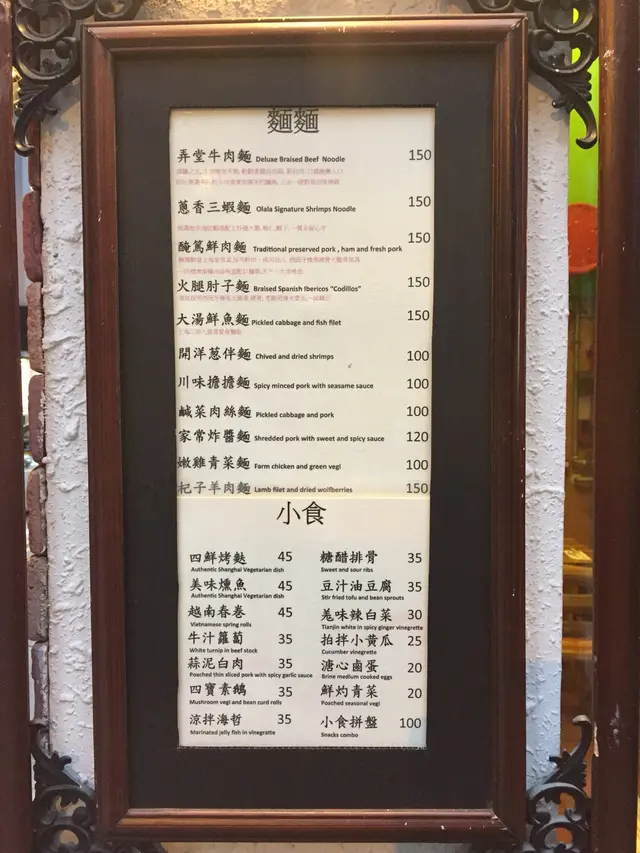 麵麵
弄堂牛肉麵 Deluxe Braised Beef Noodle 150
蔥香三蝦麵 Olala Signature Shrimps Noodle 150
醃篤鮮肉麵 Traditional preserved pork , ham and fresh pork 150
火腿肘子麵 Braised Spanish Ibericos "Codillos" 150
大湯鮮魚麵 Pickled cabbage and fish filet 150
開洋葱伴麵 Chived and dried shrimps 100
川味擔擔麵 Spicy minced pork with seasame sauce 100
鹹菜肉絲麵 Pickled cabbage and pork 100
家常炸醬麵 Shredded pork with sweet and spicy sauce 120
嫩雞青菜麵 Farm chicken and green vegi 100
杞子羊肉麵 Lamb filet and dried wolfberries 150
小食
四鮮烤麩 45
Authentic Shanghai Vegetarian dish
美味燻魚 45
Authentic Shanghai Vegetarian dish
越南春卷 45
Vietnamese spring rolls
牛汁蘿蔔 35
White turnip in beef stock
蒜泥白肉 35
Poached thin sliced pork with spicy garlic sauce
四寶素鵝 35
Mushroom vegi and bean curd rolls
涼拌海哲 35
Marinated jelly fish in vinegrette
糖醋排骨 35
Sweet and sour ribs
豆汁油豆腐 35
Stir fried tofu and bean sprouts
羗味辣白菜 30
Tianjin white in spicy ginger vinegrette
拍拌小黄瓜 25
Cucumber vinegrette
溏心鹵蛋 20
Brine medium cooked eggs
鮮灼青菜 20
Poached seasonal vegi
小食拼盤 100
Snacks combo